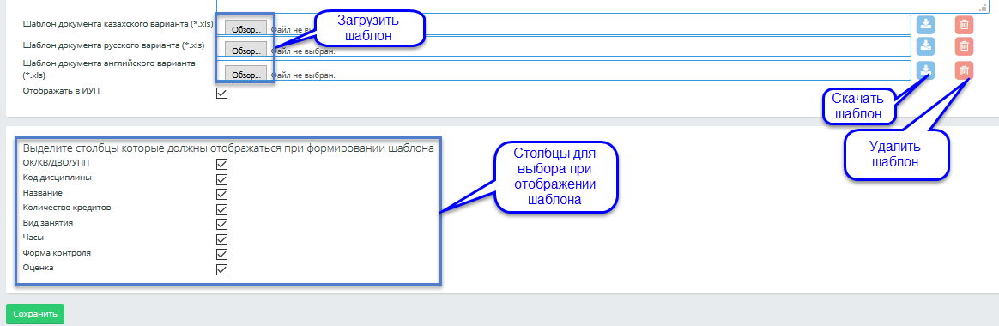 Шаблон документа казахского варианта (*.xls)
Обзор... Файл не вы
Загрузить
шаблон
Шаблон документа русского варианта (*.xls)
Обзор... Файл не выбран.
Шаблон документа английского варианта
(*.xls)
Обзор... Файл не выбран.
Отображать в ИУП
Скачать
шаблон
Удалить
шаблон
Выделите столбцы которые должны отображаться при формировании шаблона
ОК/КВ/ДВО/УПП
Код дисциплины
Название
Количество кредитов
Вид занятия
Часы
Форма контроля
Оценка
Столбцы для
выбора при
отображении
шаблона
Сохранить